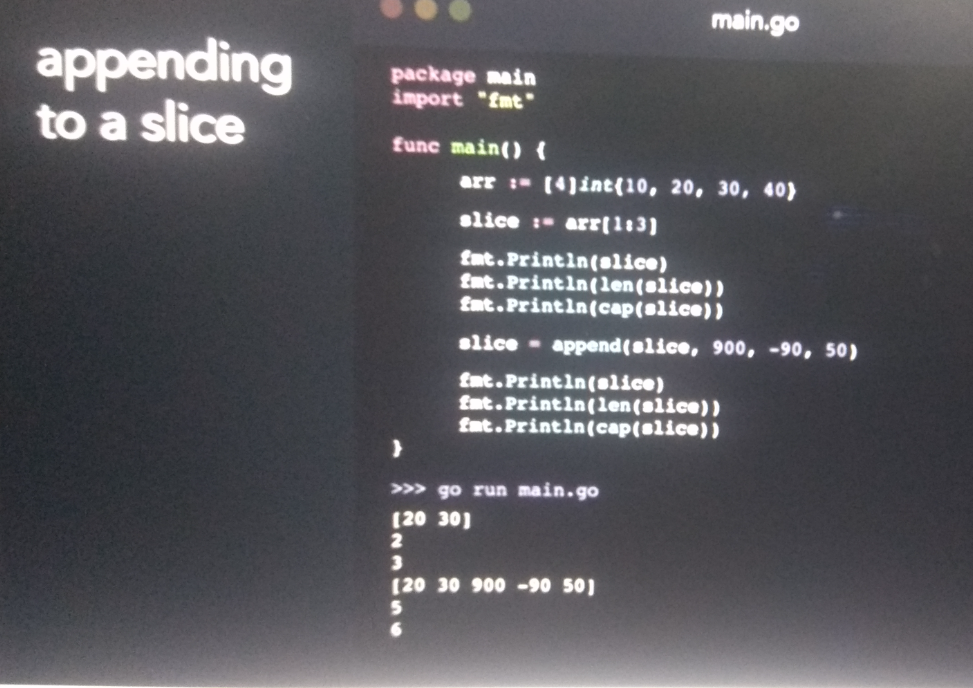 appending
to a slice
main.go
package main
import "fmt"
func main() {
arr := [4]int{10, 20, 30, 40}
slice := arr[1:3]
fmt.Println(slice)
fmt.Println(len(slice))
fmt.Println(cap(slice))
slice = append(slice, 900, -90, 50)
fmt.Println(slice)
fmt.Println(len(slice))
fmt.Println(cap(slice))
}
>>> go run main.go
[20 30]
2
3
[20 30 900 -90 50]
5
6